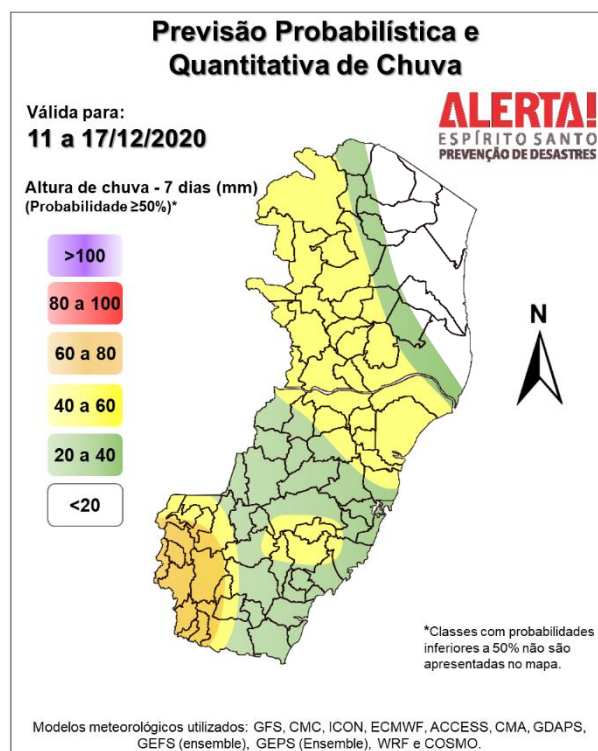 Previsão Probabilística e
Quantitativa de Chuva
Válida para:
11 a 17/12/2020
ALERTA!
ESPÍRITO SANTO
PREVENÇÃO DE DESASTRES
Altura de chuva - 7 dias (mm)
(Probabilidade ≥50%)*
>100
80 a 100
60 a 80
40 a 60
20 a 40
<20
N
*Classes com probabilidades
inferiores a 50% não são
apresentadas no mapa.
Modelos meteorológicos utilizados: GFS, CMC, ICON, ECMWF, ACCESS, CMA, GDAPS,
GEFS (ensemble), GEPS (Ensemble), WRF e COSMO.